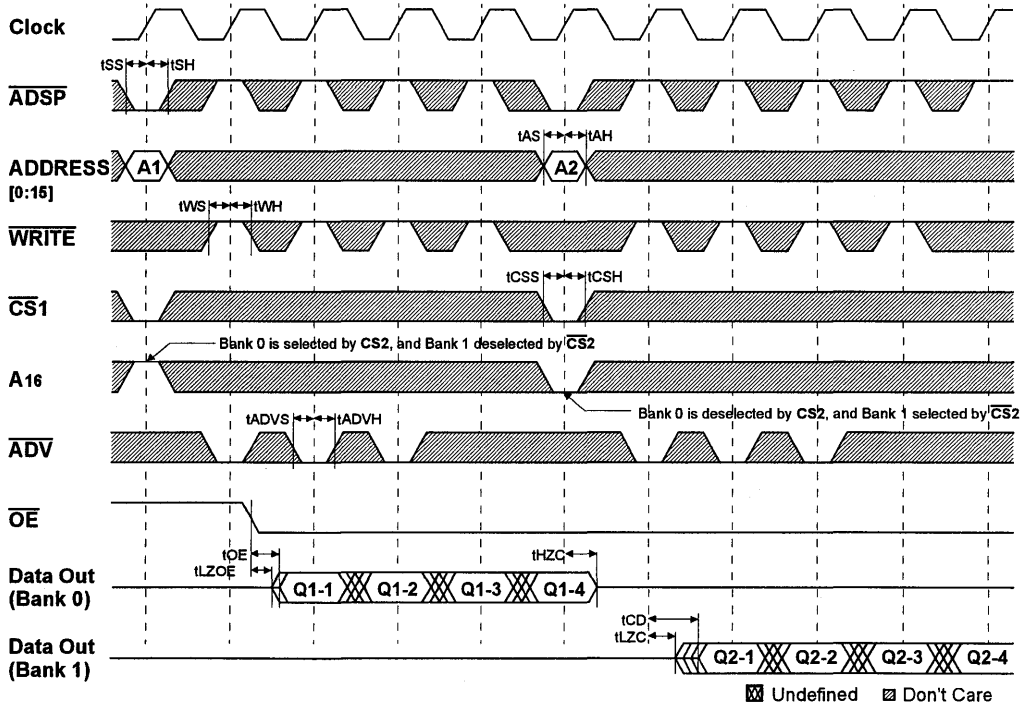 Clock
tSS tSH
ADSP
tAS tAH
ADDRESS A1 A2
[0:15]
tWS tWH
WRITE
tCSS tCSH
CS1
Bank 0 is selected by CS2, and Bank 1 deselected by CS2
A16
Bank 0 is deselected by CS2, and Bank 1 selected by CS2
tADVS tADVH
ADV
OE
tOE tHZC
tLZOE
Data Out
(Bank 0)
Q1-1 Q1-2 Q1-3 Q1-4
tCD
tLZC
Data Out
(Bank 1)
Q2-1 Q2-2 Q2-3 Q2-4
Undefined Don't Care